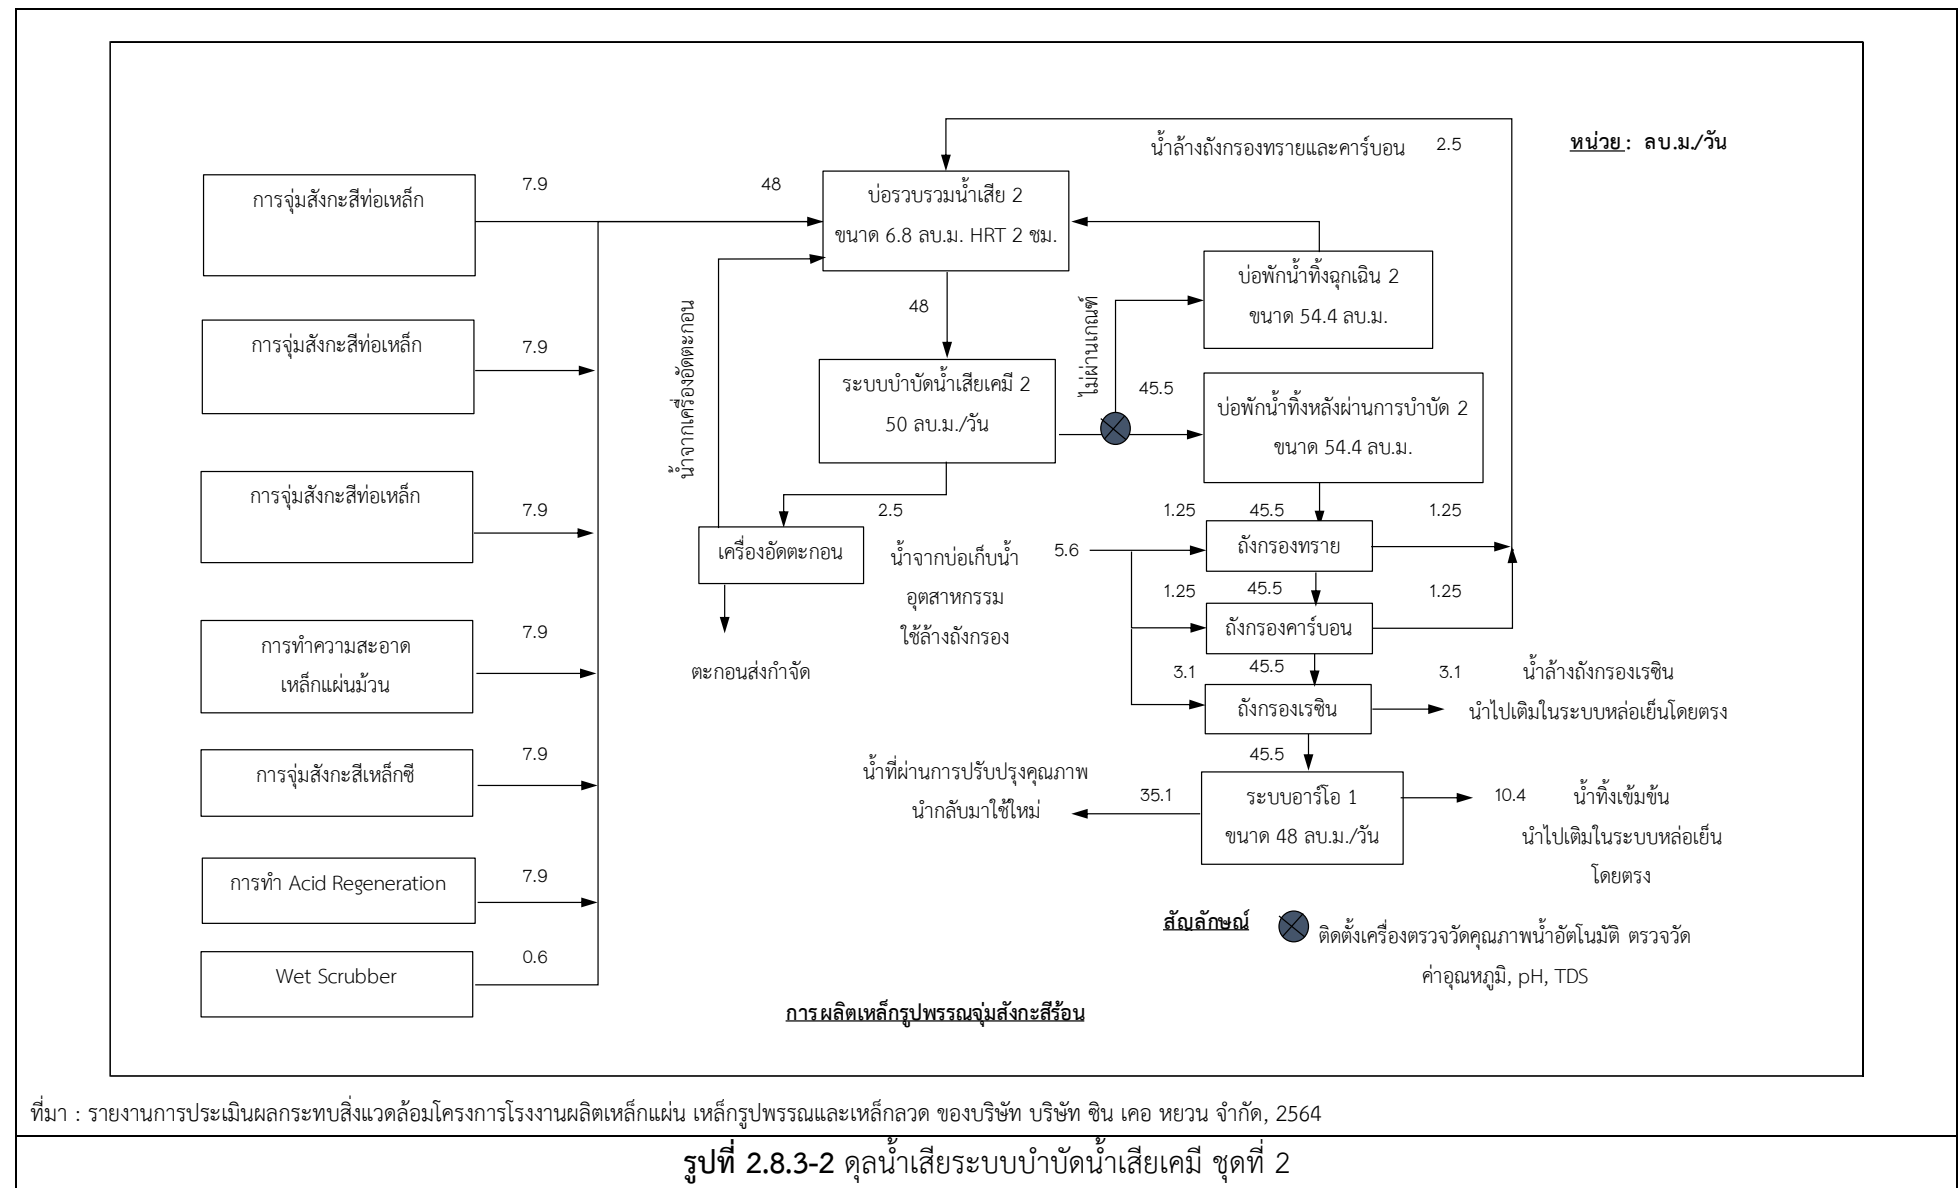 น้ำล้างถังกรองทรายและคาร์บอน 2.5
หน่วย : ลบ.ม./วัน
การจุ่มสังกะสีท่อเหล็ก
7.9
48
บ่อรวบรวมน้ำเสีย 2
ขนาด 6.8 ลบ.ม. HRT 2 ชม.
บ่อพักน้ำทิ้งฉุกเฉิน 2
ขนาด 54.4 ลบ.ม.
ไม่ผ่านเกณฑ์
48
น้ำจากเครื่องอัดตะกอน
การจุ่มสังกะสีท่อเหล็ก
7.9
ระบบบำบัดน้ำเสียเคมี 2
50 ลบ.ม./วัน
45.5
บ่อพักน้ำทิ้งหลังผ่านการบำบัด 2
ขนาด 54.4 ลบ.ม.
การจุ่มสังกะสีท่อเหล็ก
7.9
2.5
1.25
45.5
1.25
เครื่องอัดตะกอน
น้ำจากบ่อเก็บน้ำ
อุตสาหกรรม
ใช้ล้างถังกรอง
5.6
ถังกรองทราย
1.25
45.5
1.25
ถังกรองคาร์บอน
การทำความสะอาด
เหล็กแผ่นม้วน
7.9
ตะกอนส่งกำจัด
3.1
45.5
3.1
น้ำล้างถังกรองเรซิน
นำไปเติมในระบบหล่อเย็นโดยตรง
ถังกรองเรซิน
การจุ่มสังกะสีเหล็กซี
7.9
45.5
น้ำที่ผ่านการปรับปรุงคุณภาพ
นำกลับมาใช้ใหม่
35.1
ระบบอาร์โอ 1
ขนาด 48 ลบ.ม./วัน
10.4
น้ำทิ้งเข้มข้น
นำไปเติมในระบบหล่อเย็น
โดยตรง
การทำ Acid Regeneration
7.9
สัญลักษณ์
ติดตั้งเครื่องตรวจวัดคุณภาพน้ำอัตโนมัติ ตรวจวัด
ค่าอุณหภูมิ, pH, TDS
Wet Scrubber
0.6
การผลิตเหล็กรูปพรรณจุ่มสังกะสีร้อน
ที่มา : รายงานการประเมินผลกระทบสิ่งแวดล้อมโครงการโรงงานผลิตเหล็กแผ่น เหล็กรูปพรรณและเหล็กลวด ของบริษัท บริษัท ซิน เคอ หยวน จำกัด, 2564
รูปที่ 2.8.3-2 ดุลน้ำเสียระบบบำบัดน้ำเสียเคมี ชุดที่ 2